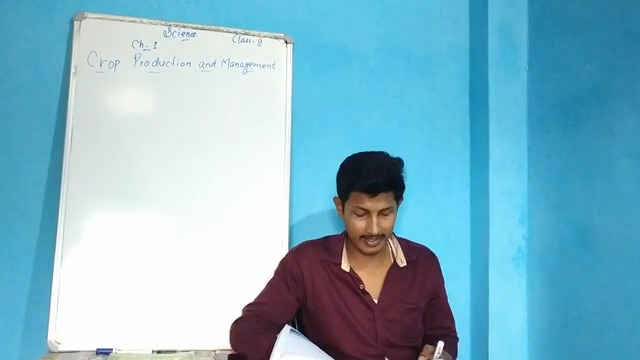 Science
Ch-1 Class-8
Crop Production and Management